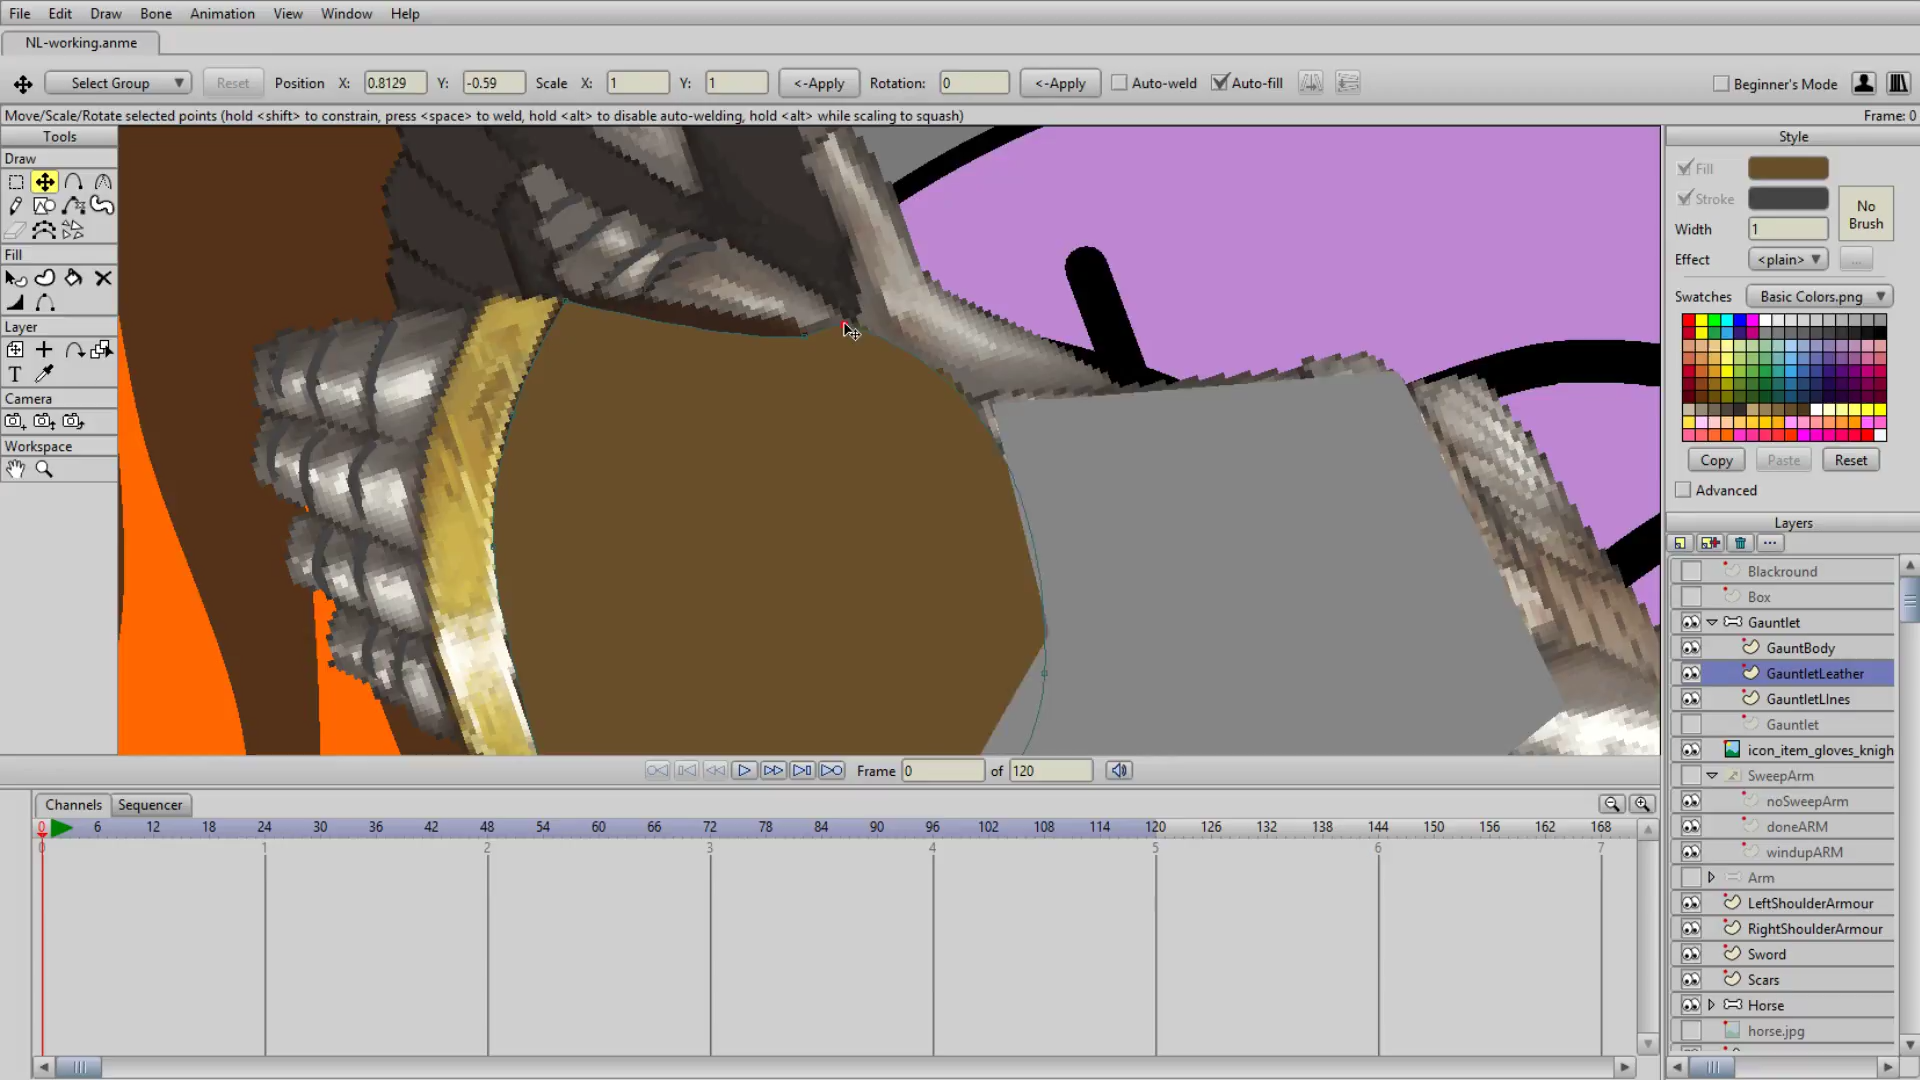 File Edit Draw Bone Animation View Window Help
NL-working.anme
Select Group Reset Position X: 0.8129 Y: -0.59 Scale X: 1 Y: 1 <-Apply Rotation: 0 <-Apply Auto-weld Auto-fill Beginner's Mode
Move/Scale/Rotate selected points (hold <shift> to constrain, press <space> to weld, hold <alt> to disable auto-welding, hold <alt> while scaling to squash) Frame: 0
Tools
Draw
Fill
Layer
Camera
Workspace
Style
Fill
Stroke
No Brush
Width 1
Effect <plain> ...
Swatches Basic Colors.png
Copy Paste Reset
Advanced
Layers
Blackround
Box
Gauntlet
GauntBody
GauntletLeather
GauntletLInes
Gauntlet
icon_item_gloves_knigh
SweepArm
noSweepArm
doneARM
windupARM
Arm
LeftShoulderArmour
RightShoulderArmour
Sword
Scars
Horse
horse.jpg
Frame 0 of 120
Channels Sequencer
0 6 12 18 24 30 36 42 48 54 60 66 72 78 84 90 96 102 108 114 120 126 132 138 144 150 156 162 168
0 1 2 3 4 5 6 7